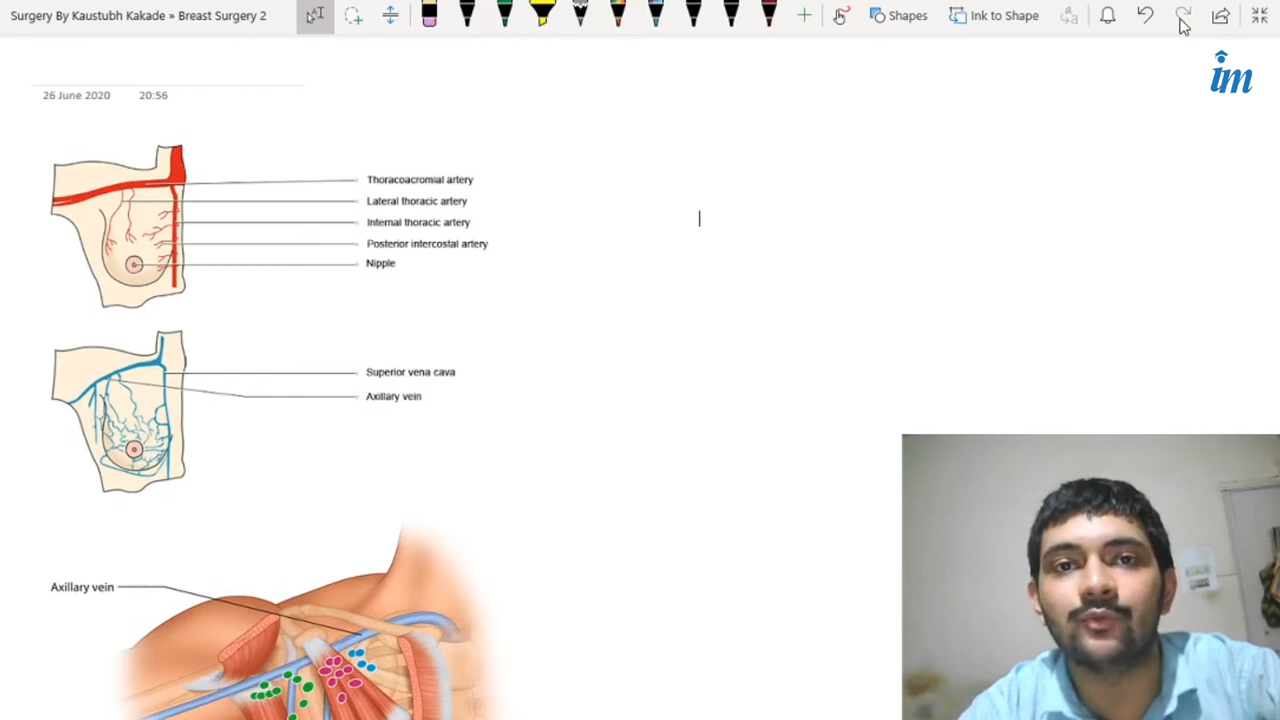 Surgery By Kaustubh Kakade » Breast Surgery 2
Shapes
Ink to Shape
im
26 June 2020 20:56
Thoracoacromial artery
Lateral thoracic artery
Internal thoracic artery
Posterior intercostal artery
Nipple
Superior vena cava
Axillary vein
Axillary vein